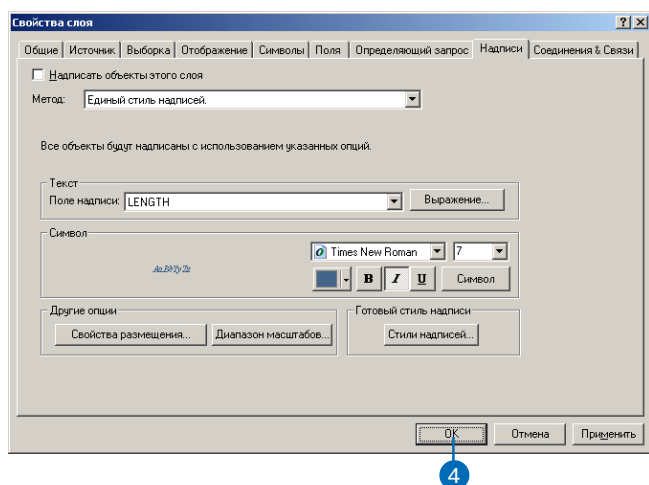 Свойства слоя
Общие Источник Выборка Отображение Символы Поля Определяющий запрос Надписи Соединения & Связи
Надписать объекты этого слоя
Метод: Единый стиль надписей.
Все объекты будут надписаны с использованием указанных опций.
Текст
Поле надписи: LENGTH Выражение...
Символ
Times New Roman 7
AaBbYyZz
B I U Символ
Другие опции Готовый стиль надписи
Свойства размещения... Диапазон масштабов... Стили надписей...
OK Отмена Применить
4